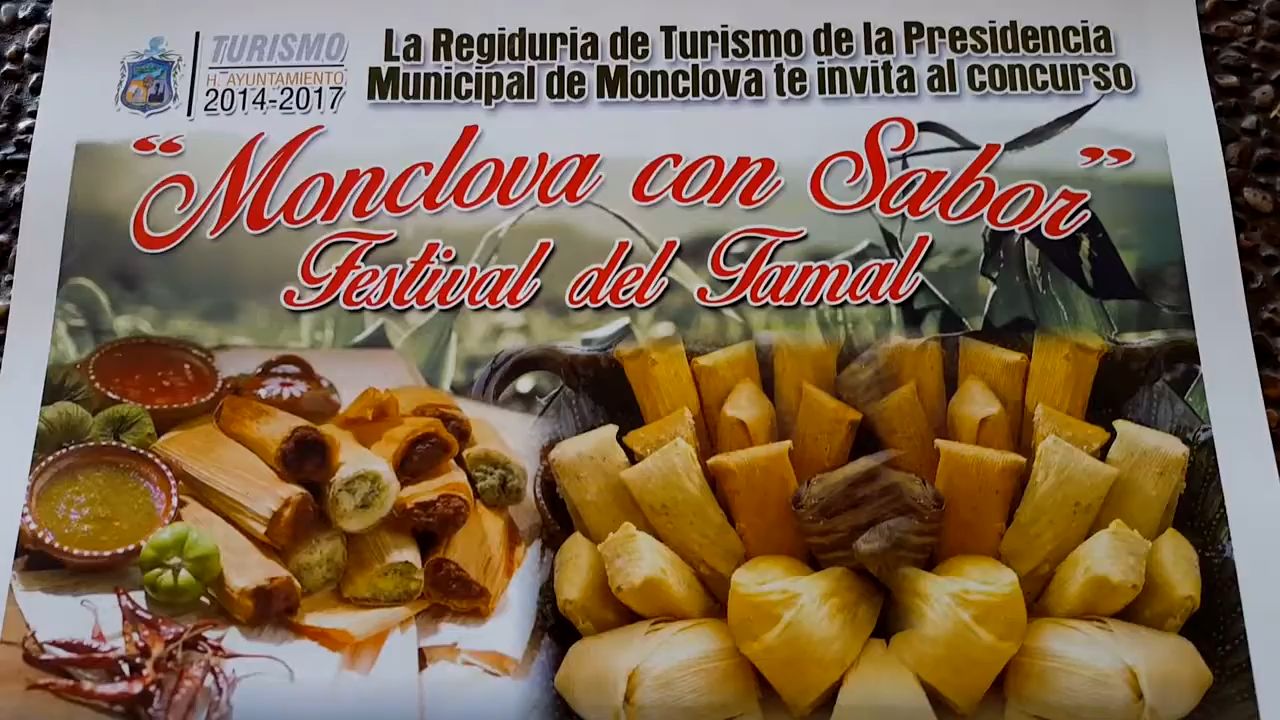 TURISMO
H. AYUNTAMIENTO
2014-2017
La Regiduria de Turismo de la Presidencia
Municipal de Monclova te invita al concurso
“Monclova con Sabor”
Festival del Tamal